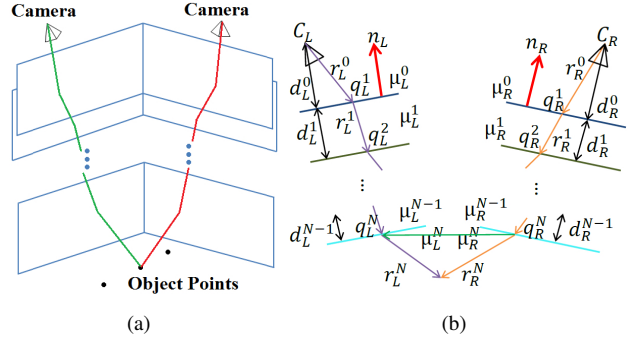 Camera
Camera
Object Points
(a)
C_L
n_L
r_L^0
q_L^1
μ_L^0
d_L^0
r_L^1
μ_L^1
d_L^1
q_L^2
C_R
n_R
r_R^0
μ_R^0
q_R^1
d_R^0
μ_R^1
q_R^2
r_R^1
d_R^1
...
...
μ_L^{N-1}
μ_R^{N-1}
d_L^{N-1}
q_L^N
μ_L^N
μ_R^N
q_R^N
d_R^{N-1}
r_L^N
r_R^N
(b)